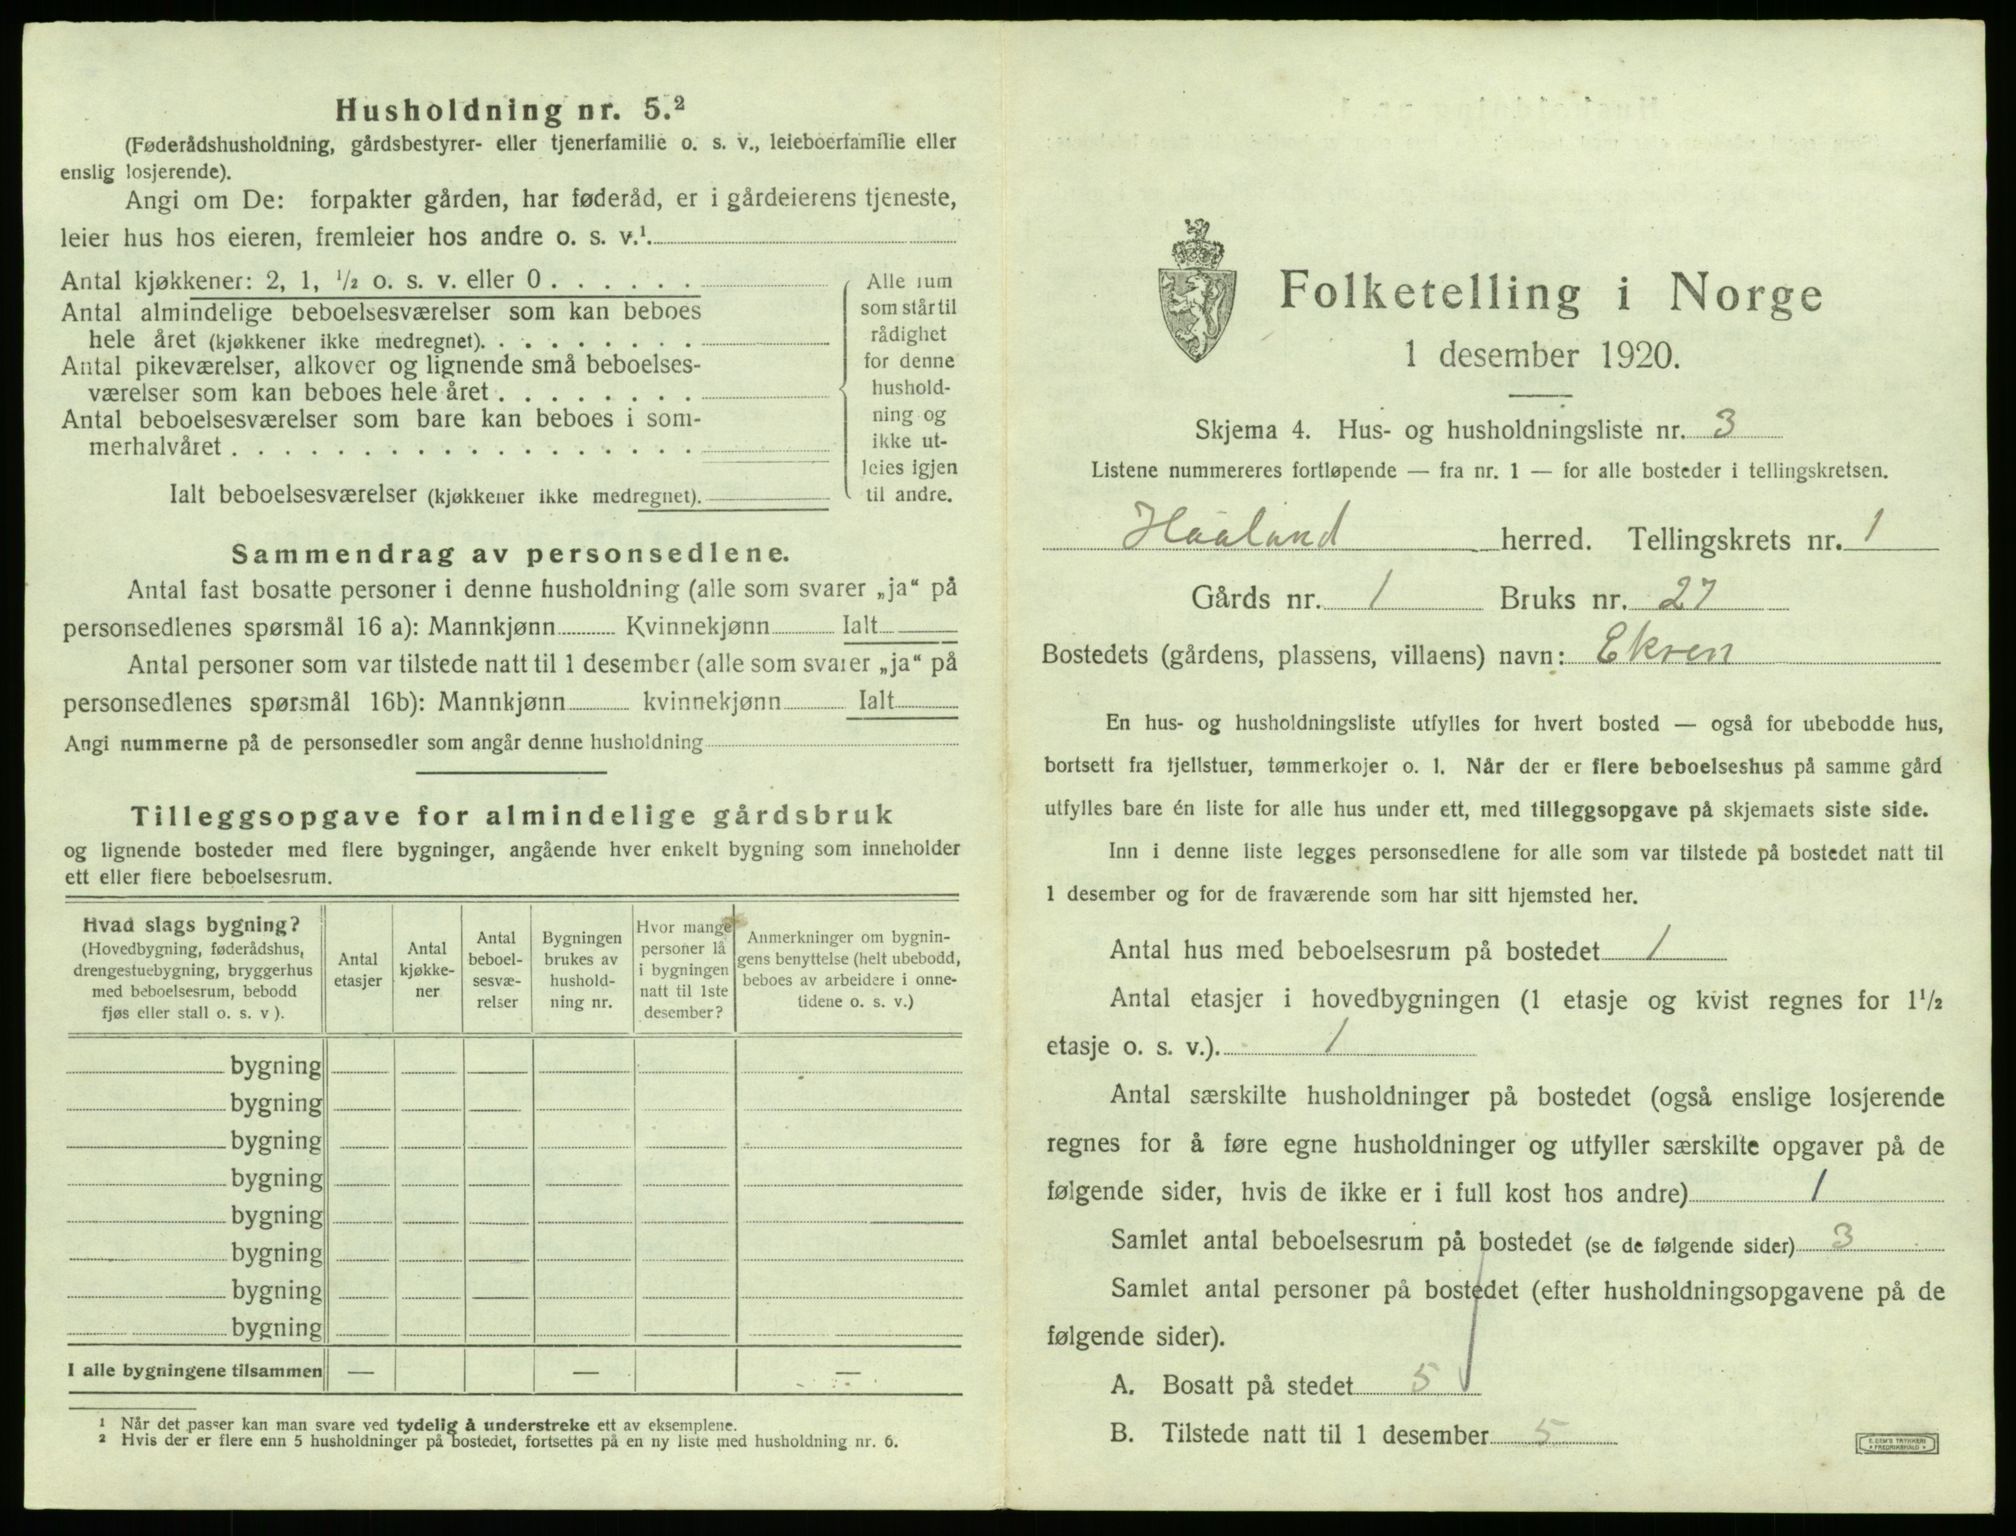 Husholdning nr. 5.²
(Føderådshusholdning, gårdsbestyrer- eller tjenerfamilie o. s. v., leieboerfamilie eller
enslig losjerende).
Angi om De: forpakter gården, har føderåd, er i gårdeierens tjeneste,
leier hus hos eieren, fremleier hos andre o. s. v.¹.
Antal kjøkkener: 2, 1, ½ o. s. v. eller 0 . . . . . .
Antal almindelige beboelsesværelser som kan beboes
hele året (kjøkkener ikke medregnet). . . . . . . . .
Antal pikeværelser, alkover og lignende små beboelses-
værelser som kan beboes hele året . . . . . . . .
Antal beboelsesværelser som bare kan beboes i som-
merhalvåret . . . . . . . . . . . . . . . . . .
Ialt beboelsesværelser (kjøkkener ikke medregnet).
Alle rum
som står til
rådighet
for denne
hushold-
ning og
ikke ut-
leies igjen
til andre.
Sammendrag av personsedlene.
Antal fast bosatte personer i denne husholdning (alle som svarer „ja“ på
personsedlenes spørsmål 16 a): Mannkjønn Kvinnekjønn Ialt
Antal personer som var tilstede natt til 1 desember (alle som svarer „ja“ på
personsedlenes spørsmål 16b): Mannkjønn kvinnekjønn Ialt
Angi nummerne på de personsedler som angår denne husholdning
Tilleggsopgave for almindelige gårdsbruk
og lignende bosteder med flere bygninger, angående hver enkelt bygning som inneholder
ett eller flere beboelsesrum.
Hvad slags bygning?
(Hovedbygning, føderådshus,
drengestuebygning, bryggerhus
med beboelsesrum, bebodd
fjøs eller stall o. s. v ).
Antal
etasjer
Antal
kjøkke-
ner
Antal
beboel-
sesvæ-
relser
Bygningen
brukes av
hushold-
ning nr.
Hvor mange
personer lå
i bygningen
natt til 1ste
desember?
Anmerkninger om bygnin-
gens benyttelse (helt ubebodd,
beboes av arbeidere i onne-
tidene o. s. v.)
bygning
bygning
bygning
bygning
bygning
bygning
bygning
bygning
I alle bygningene tilsammen — — —
¹ Når det passer kan man svare ved tydelig å understreke ett av eksemplene.
² Hvis der er flere enn 5 husholdninger på bostedet, fortsettes på en ny liste med husholdning nr. 6.
Folketelling i Norge
1 desember 1920.
Skjema 4. Hus- og husholdningsliste nr. 3
Listene nummereres fortløpende — fra nr. 1 — for alle bosteder i tellingskretsen.
Håaland herred. Tellingskrets nr. 1
Gårds nr. 1 Bruks nr. 27
Bostedets (gårdens, plassens, villaens) navn: Ekren
En hus- og husholdningsliste utfylles for hvert bosted — også for ubebodde hus,
bortsett fra fjellstuer, tømmerkojer o. l. Når der er flere beboelseshus på samme gård
utfylles bare én liste for alle hus under ett, med tilleggsopgave på skjemaets siste side.
Inn i denne liste legges personsedlene for alle som var tilstede på bostedet natt til
1 desember og for de fraværende som har sitt hjemsted her.
Antal hus med beboelsesrum på bostedet 1
Antal etasjer i hovedbygningen (1 etasje og kvist regnes for 1½
etasje o. s. v.). 1
Antal særskilte husholdninger på bostedet (også enslige losjerende
regnes for å føre egne husholdninger og utfyller særskilte opgaver på de
følgende sider, hvis de ikke er i full kost hos andre) 1
Samlet antal beboelsesrum på bostedet (se de følgende sider) 3
Samlet antal personer på bostedet (efter husholdningsopgavene på de
følgende sider).
A. Bosatt på stedet 5
B. Tilstede natt til 1 desember 5
E. SEM'S TRYKKERI
• FREDRIKSHALD •